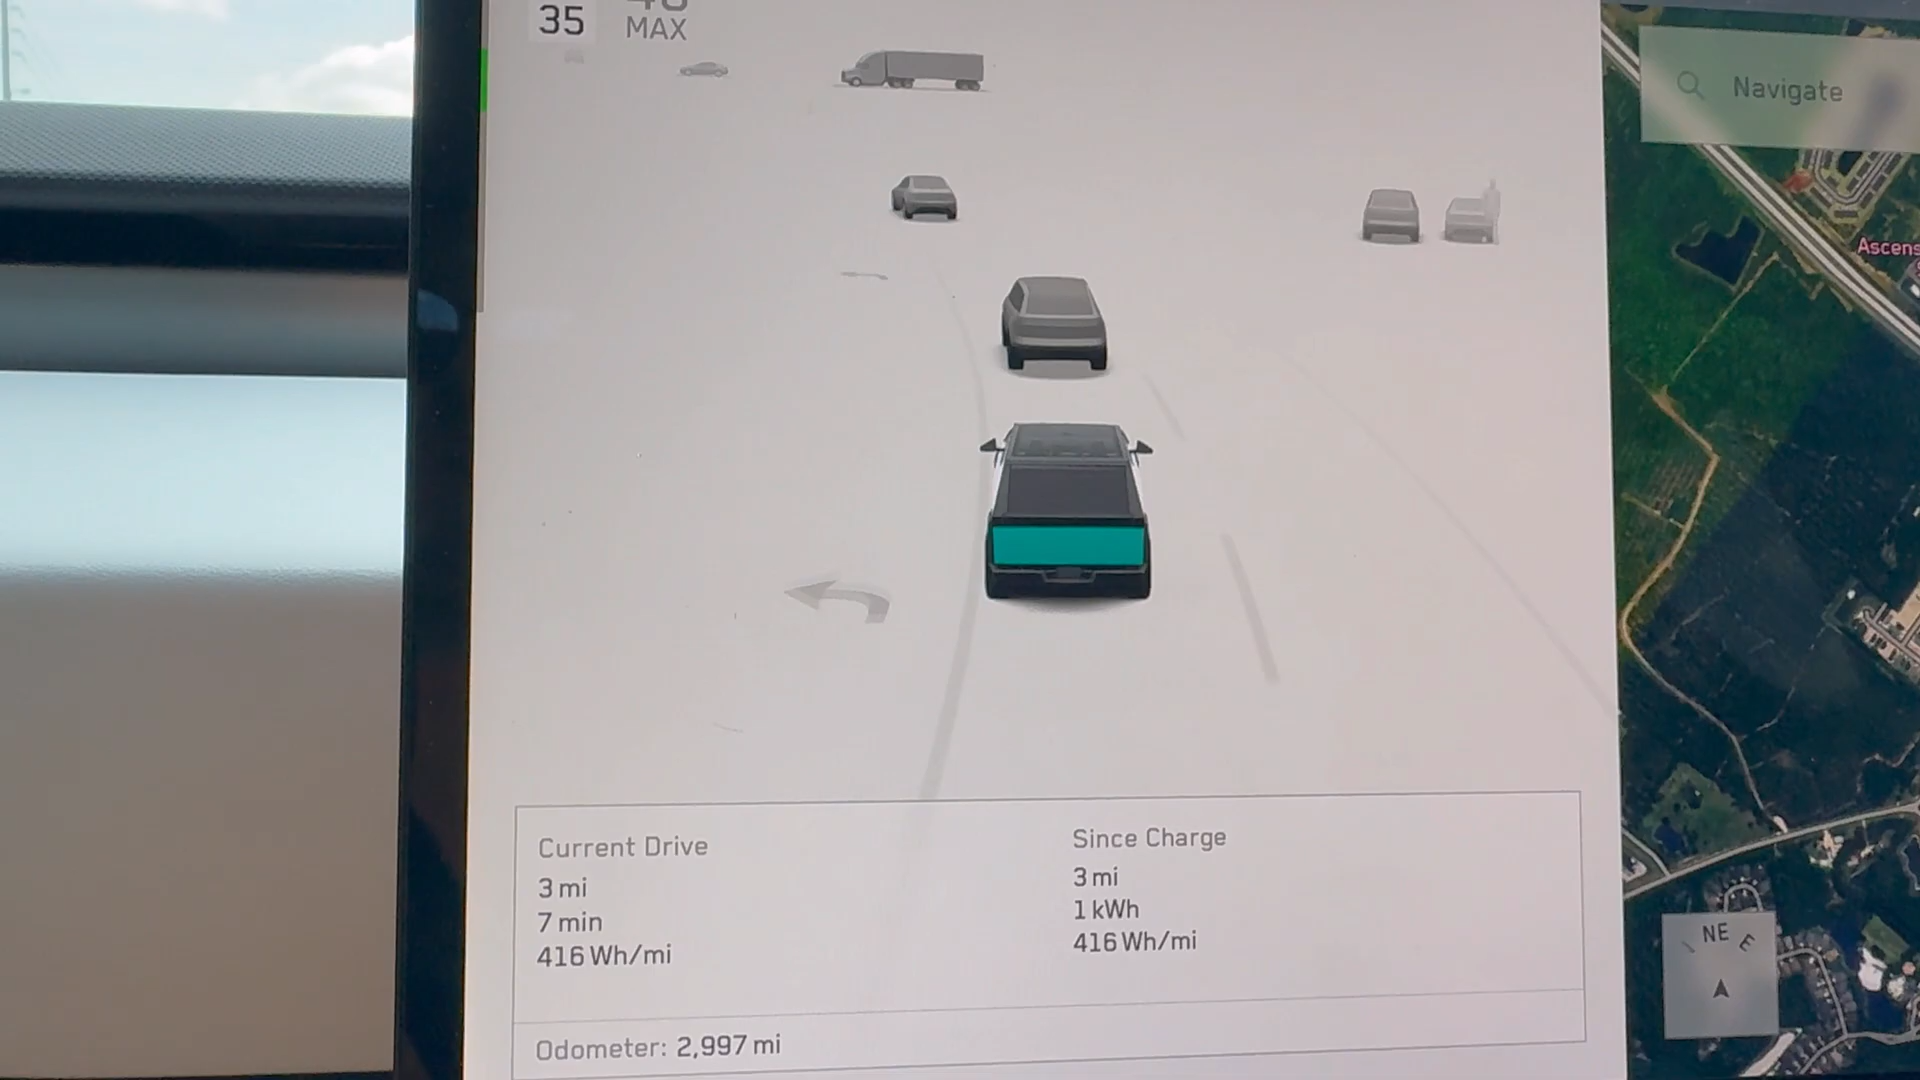 35
MAX
Navigate
Ascens
Current Drive
3 mi
7 min
416 Wh/mi
Since Charge
3 mi
1 kWh
416 Wh/mi
Odometer: 2,997 mi
NE
E